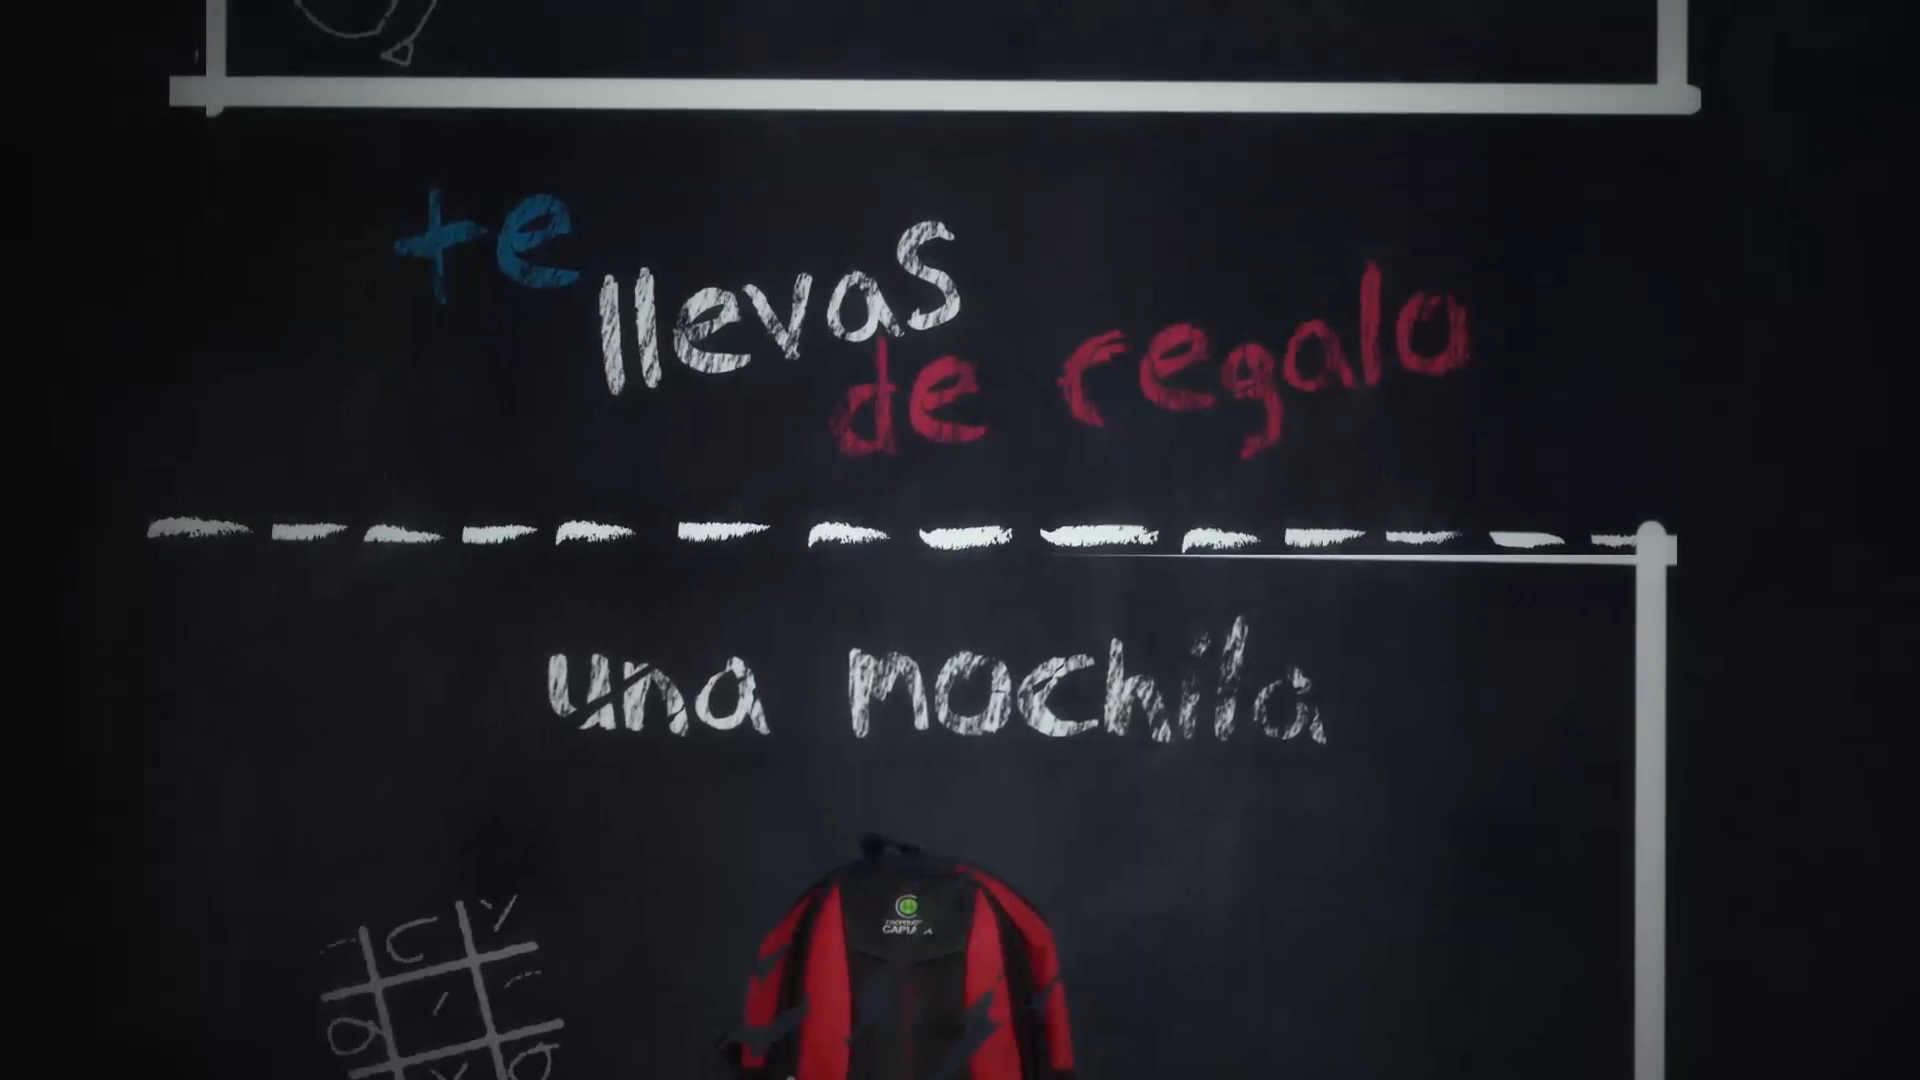 te
llevas
de regalo
una mochila